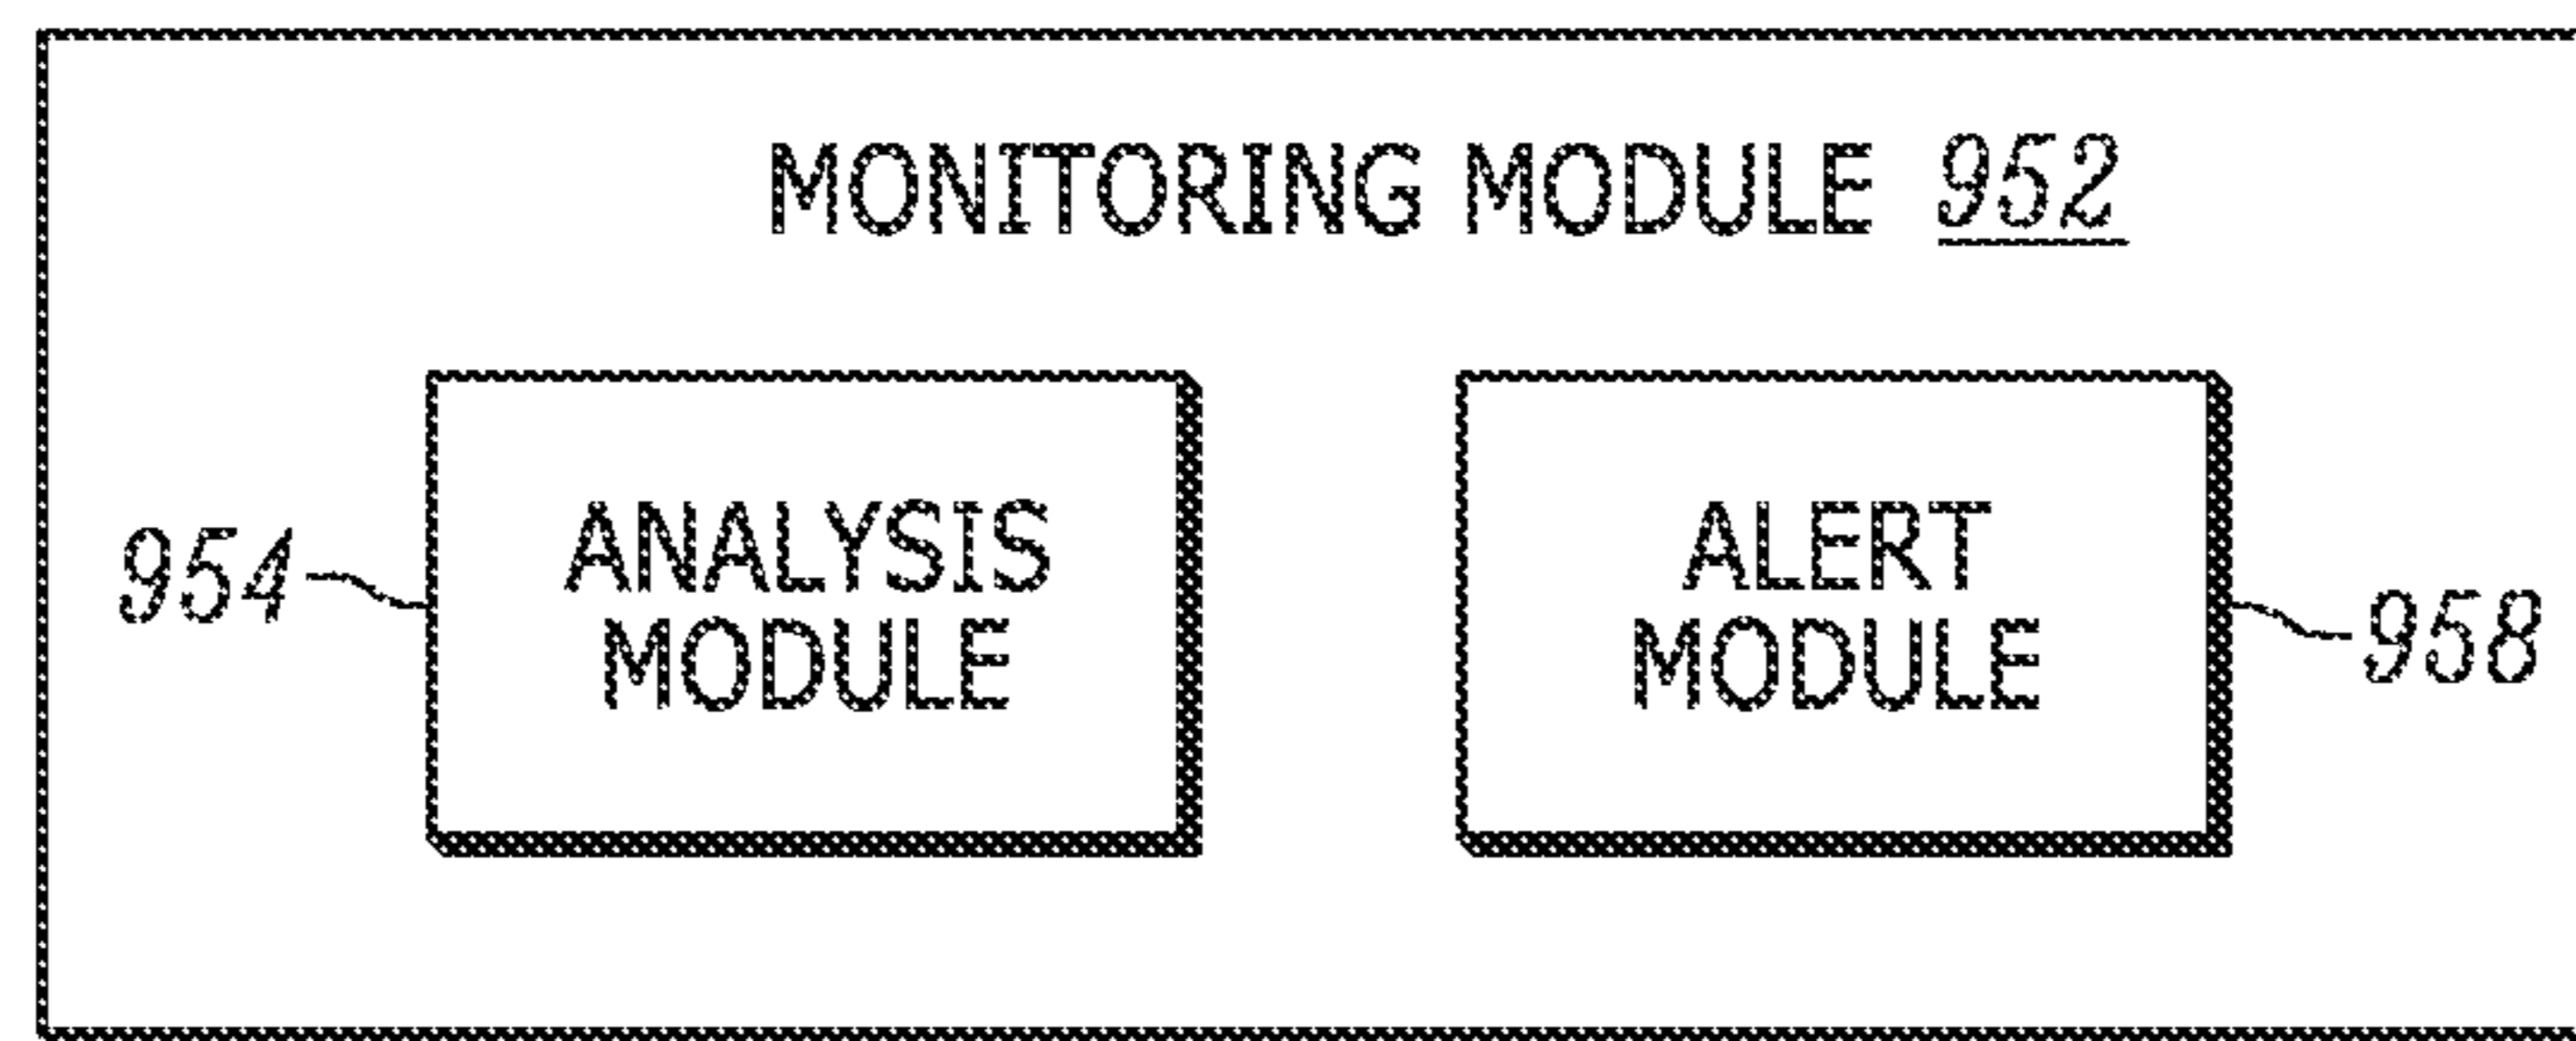 MONITORING MODULE 952
954
ANALYSIS
MODULE
ALERT
MODULE
958